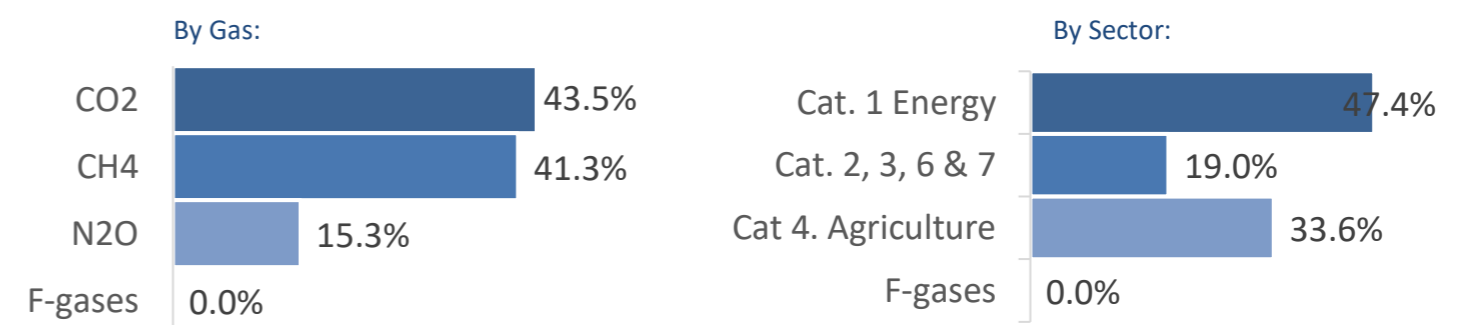 By Gas:
CO2 43.5%
CH4 41.3%
N2O 15.3%
F-gases 0.0%
By Sector:
Cat. 1 Energy 47.4%
Cat. 2, 3, 6 & 7 19.0%
Cat 4. Agriculture 33.6%
F-gases 0.0%